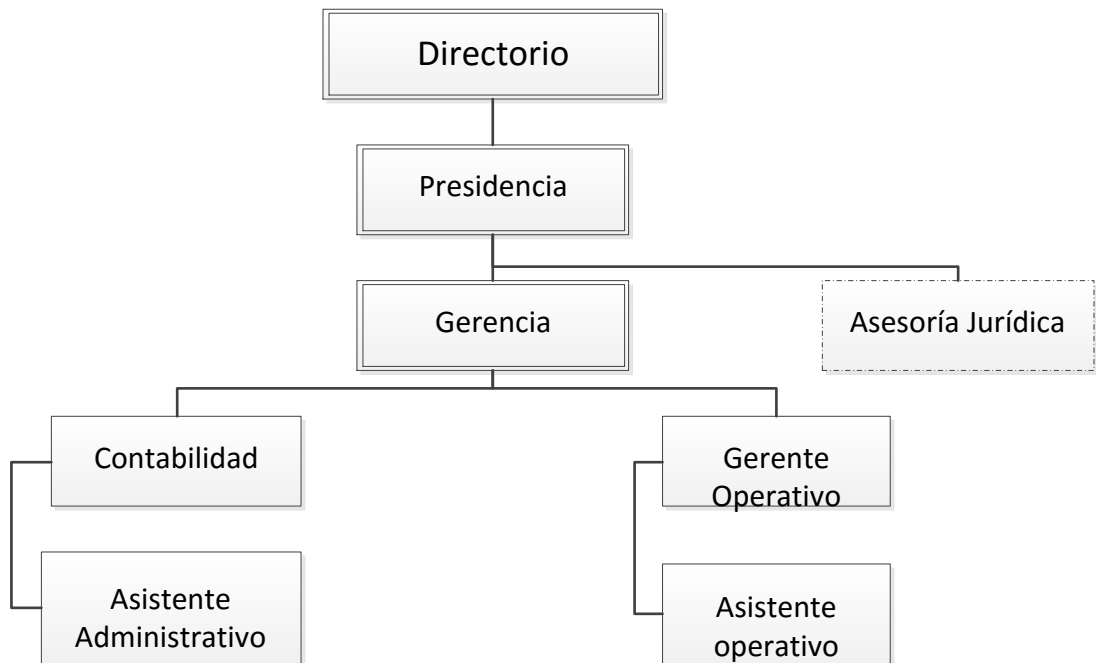 Directorio
Presidencia
Gerencia
Asesoría Jurídica
Contabilidad
Gerente
Operativo
Asistente
Administrativo
Asistente
operativo